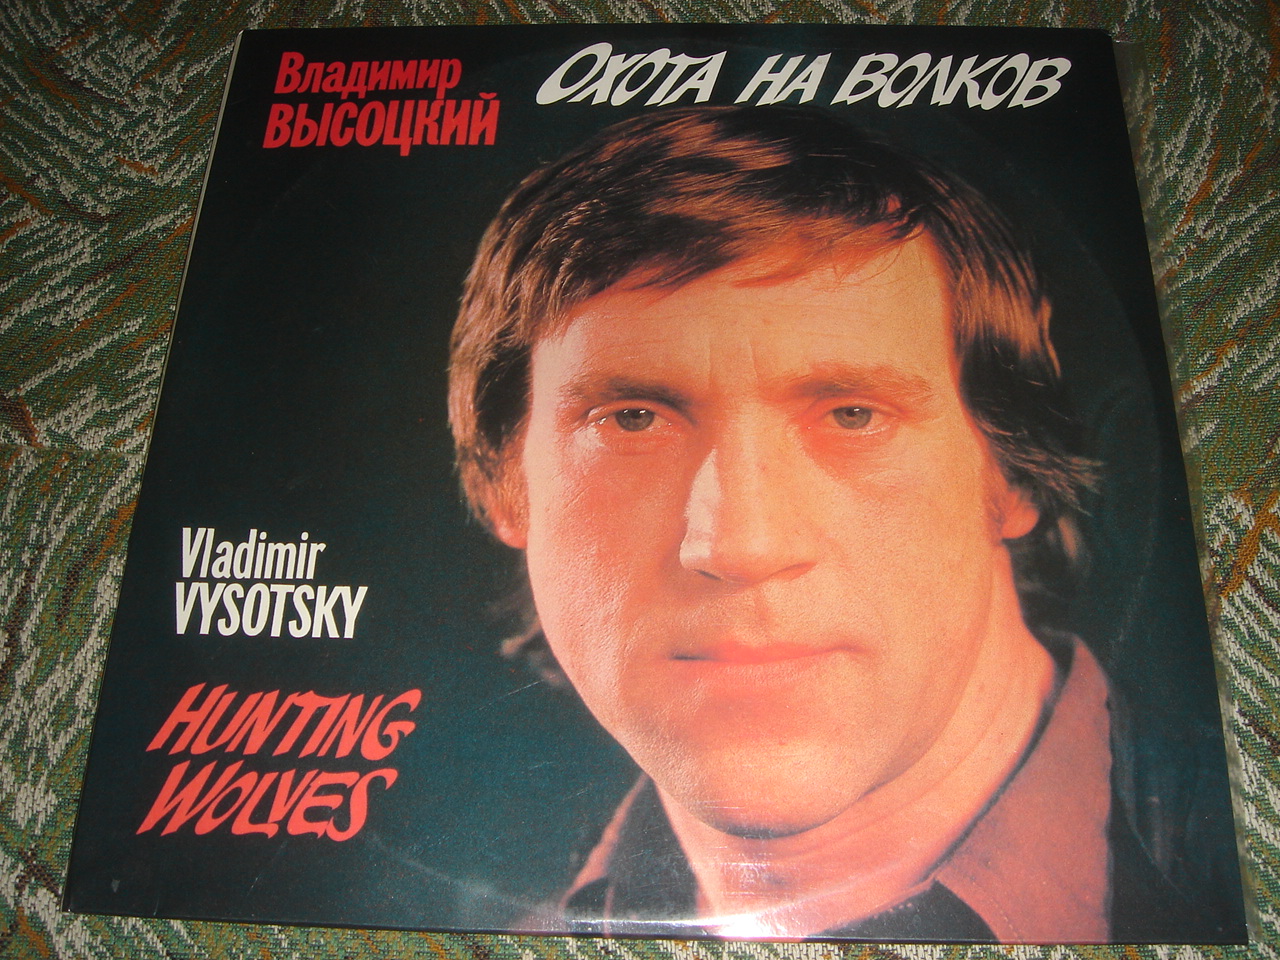 Владимир
ВЫСОЦКИЙ
ОХОТА НА ВОЛКОВ
Vladimir
VYSOTSKY
HUNTING
WOLVES